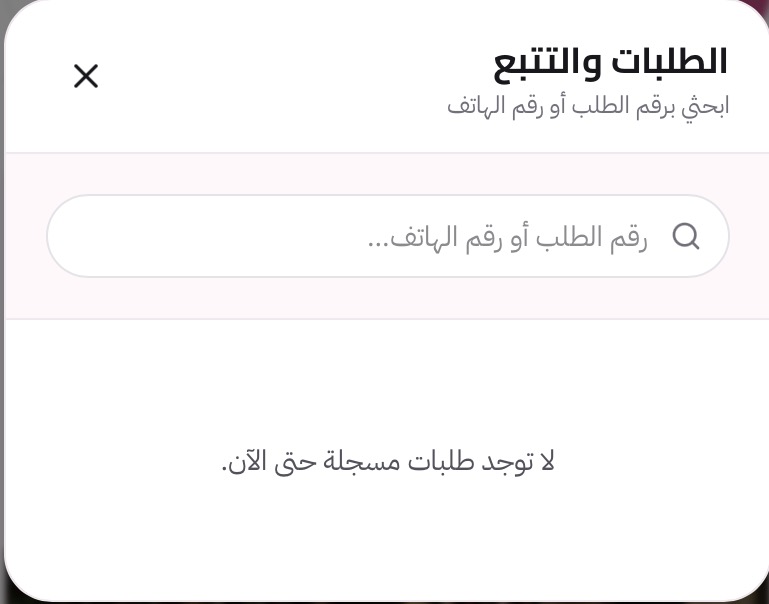 الطلبات والتتبع
ابحثي برقم الطلب أو رقم الهاتف
رقم الطلب أو رقم الهاتف...
لا توجد طلبات مسجلة حتى الآن.